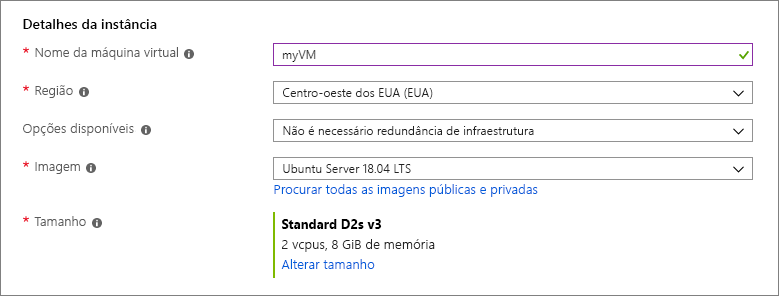 Detalhes da instância
* Nome da máquina virtual
myVM
* Região
Centro-oeste dos EUA (EUA)
Opções disponíveis
Não é necessário redundância de infraestrutura
* Imagem
Ubuntu Server 18.04 LTS
Procurar todas as imagens públicas e privadas
* Tamanho
Standard D2s v3
2 vcpus, 8 GiB de memória
Alterar tamanho